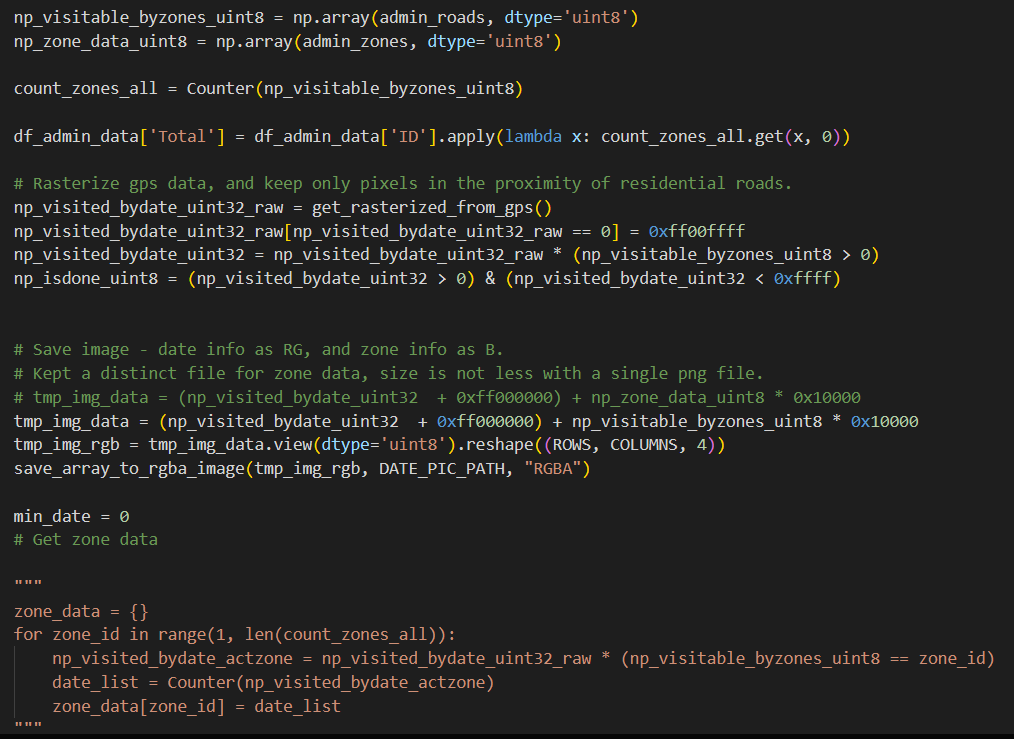 np_visitable_byzones_uint8 = np.array(admin_roads, dtype='uint8')
np_zone_data_uint8 = np.array(admin_zones, dtype='uint8')
count_zones_all = Counter(np_visitable_byzones_uint8)
df_admin_data['Total'] = df_admin_data['ID'].apply(lambda x: count_zones_all.get(x, 0))
# Rasterize gps data, and keep only pixels in the proximity of residential roads.
np_visited_bydate_uint32_raw = get_rasterized_from_gps()
np_visited_bydate_uint32_raw[np_visited_bydate_uint32_raw == 0] = 0xff00ffff
np_visited_bydate_uint32 = np_visited_bydate_uint32_raw * (np_visitable_byzones_uint8 > 0)
np_isdone_uint8 = (np_visited_bydate_uint32 > 0) & (np_visited_bydate_uint32 < 0xffff)
# Save image - date info as RG, and zone info as B.
# Kept a distinct file for zone data, size is not less with a single png file.
# tmp_img_data = (np_visited_bydate_uint32  + 0xff000000) + np_zone_data_uint8 * 0x10000
tmp_img_data = (np_visited_bydate_uint32  + 0xff000000) + np_visitable_byzones_uint8 * 0x10000
tmp_img_rgb = tmp_img_data.view(dtype='uint8').reshape((ROWS, COLUMNS, 4))
save_array_to_rgba_image(tmp_img_rgb, DATE_PIC_PATH, "RGBA")
min_date = 0
# Get zone data
"""
zone_data = {}
for zone_id in range(1, len(count_zones_all)):
    np_visited_bydate_actzone = np_visited_bydate_uint32_raw * (np_visitable_byzones_uint8 == zone_id)
    date_list = Counter(np_visited_bydate_actzone)
    zone_data[zone_id] = date_list
"""